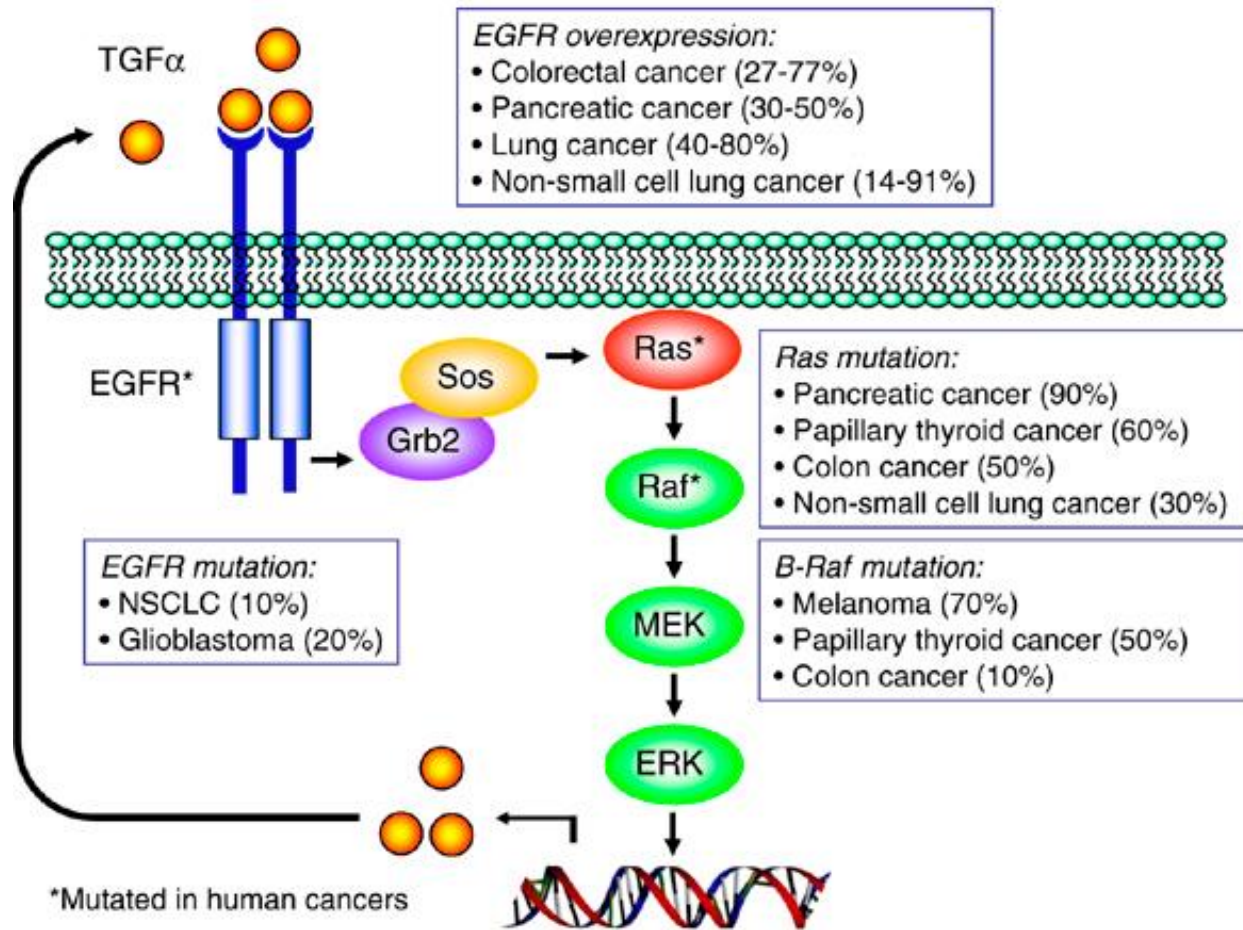 TGFα
EGFR overexpression:
• Colorectal cancer (27-77%)
• Pancreatic cancer (30-50%)
• Lung cancer (40-80%)
• Non-small cell lung cancer (14-91%)
EGFR*
Sos
Grb2
Ras*
Raf*
MEK
ERK
Ras mutation:
• Pancreatic cancer (90%)
• Papillary thyroid cancer (60%)
• Colon cancer (50%)
• Non-small cell lung cancer (30%)
EGFR mutation:
• NSCLC (10%)
• Glioblastoma (20%)
B-Raf mutation:
• Melanoma (70%)
• Papillary thyroid cancer (50%)
• Colon cancer (10%)
*Mutated in human cancers